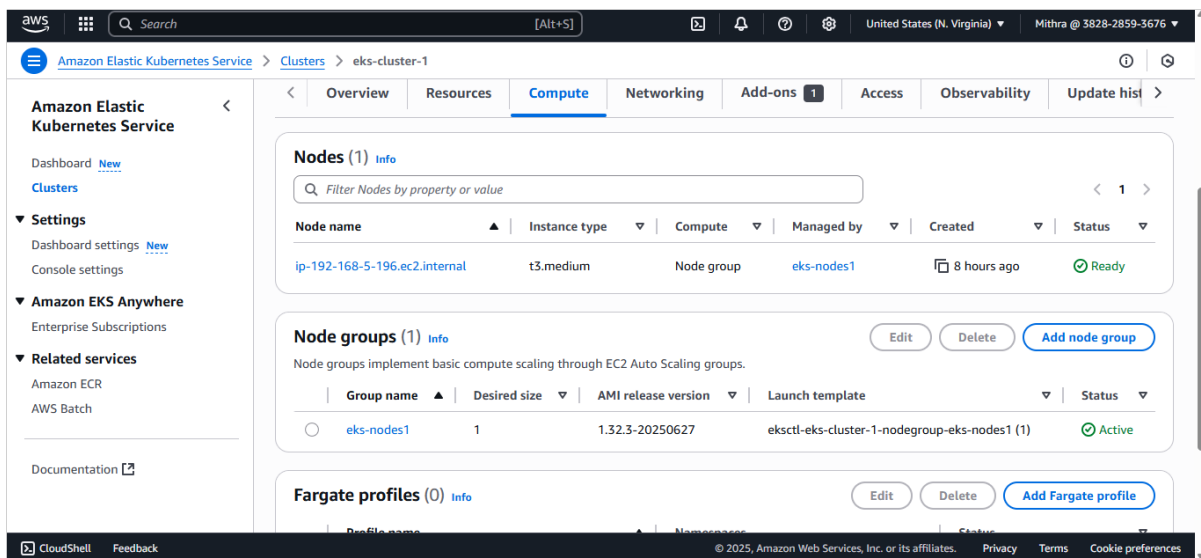 aws Search [Alt+S] United States (N. Virginia) Mithra @ 3828-2859-3676
Amazon Elastic Kubernetes Service > Clusters > eks-cluster-1
Amazon Elastic
Kubernetes Service
Dashboard New
Clusters
Settings
Dashboard settings New
Console settings
Amazon EKS Anywhere
Enterprise Subscriptions
Related services
Amazon ECR
AWS Batch
Documentation
Overview Resources Compute Networking Add-ons 1 Access Observability Update hist
Nodes (1) Info
Filter Nodes by property or value
1
Node name Instance type Compute Managed by Created Status
ip-192-168-5-196.ec2.internal t3.medium Node group eks-nodes1 8 hours ago Ready
Node groups (1) Info Edit Delete Add node group
Node groups implement basic compute scaling through EC2 Auto Scaling groups.
Group name Desired size AMI release version Launch template Status
eks-nodes1 1 1.32.3-20250627 eksctl-eks-cluster-1-nodegroup-eks-nodes1 (1) Active
Fargate profiles (0) Info Edit Delete Add Fargate profile
Profile name Namespaces Status
CloudShell Feedback © 2025, Amazon Web Services, Inc. or its affiliates. Privacy Terms Cookie preferences